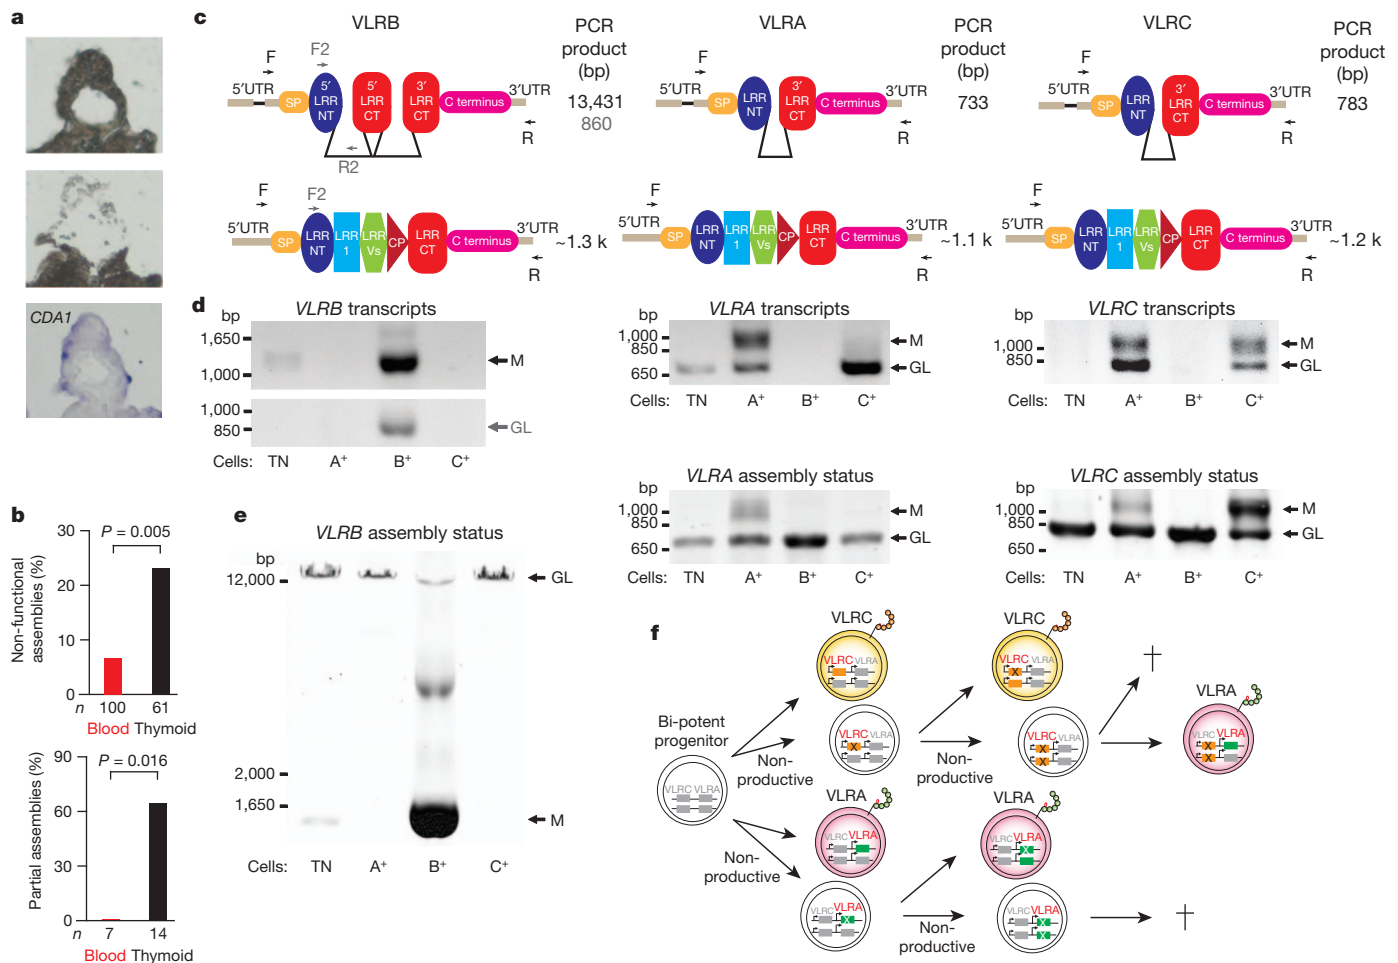 a
CDA1
b
Non-functional
assemblies (%)
30
20
10
0
P = 0.005
n
100
61
Blood
Thymoid
Partial assemblies (%)
90
60
30
0
P = 0.016
n
7
14
Blood
Thymoid
c
VLRB
PCR
product
(bp)
F
F2
5′UTR
SP
5′
LRR
NT
5′
LRR
CT
3′
LRR
CT
C terminus
3′UTR
R
R2
13,431
860
F
F2
5′UTR
SP
LRR
NT
LRR
1
LRR
Vs
CP
LRR
CT
C terminus
3′UTR
R
~1.3 k
VLRA
PCR
product
(bp)
F
5′UTR
SP
LRR
NT
3′
LRR
CT
C terminus
3′UTR
R
733
F
5′UTR
SP
LRR
NT
LRR
1
LRR
Vs
CP
LRR
CT
C terminus
3′UTR
R
~1.1 k
VLRC
PCR
product
(bp)
F
5′UTR
SP
LRR
NT
3′
LRR
CT
C terminus
3′UTR
R
783
F
5′UTR
SP
LRR
NT
LRR
1
LRR
Vs
CP
LRR
CT
C terminus
3′UTR
R
~1.2 k
d
VLRB transcripts
bp
1,650
1,000
M
1,000
850
GL
Cells: TN A+ B+ C+
VLRA transcripts
bp
1,000
850
650
M
GL
Cells: TN A+ B+ C+
VLRC transcripts
bp
1,000
850
M
GL
Cells: TN A+ B+ C+
VLRA assembly status
bp
1,000
850
650
M
GL
Cells: TN A+ B+ C+
VLRC assembly status
bp
1,000
850
650
M
GL
Cells: TN A+ B+ C+
e
VLRB assembly status
bp
12,000
2,000
1,650
GL
M
Cells: TN A+ B+ C+
f
Bi-potent
progenitor
VLRC VLRA
VLRC
VLRC VLRA
Non-
productive
VLRC VLRA
VLRC
VLRC VLRA
Non-
productive
VLRC VLRA
†
VLRA
VLRC VLRA
Non-
productive
VLRA
VLRC VLRA
VLRC VLRA
VLRA
VLRC VLRA
Non-
productive
VLRC VLRA
†